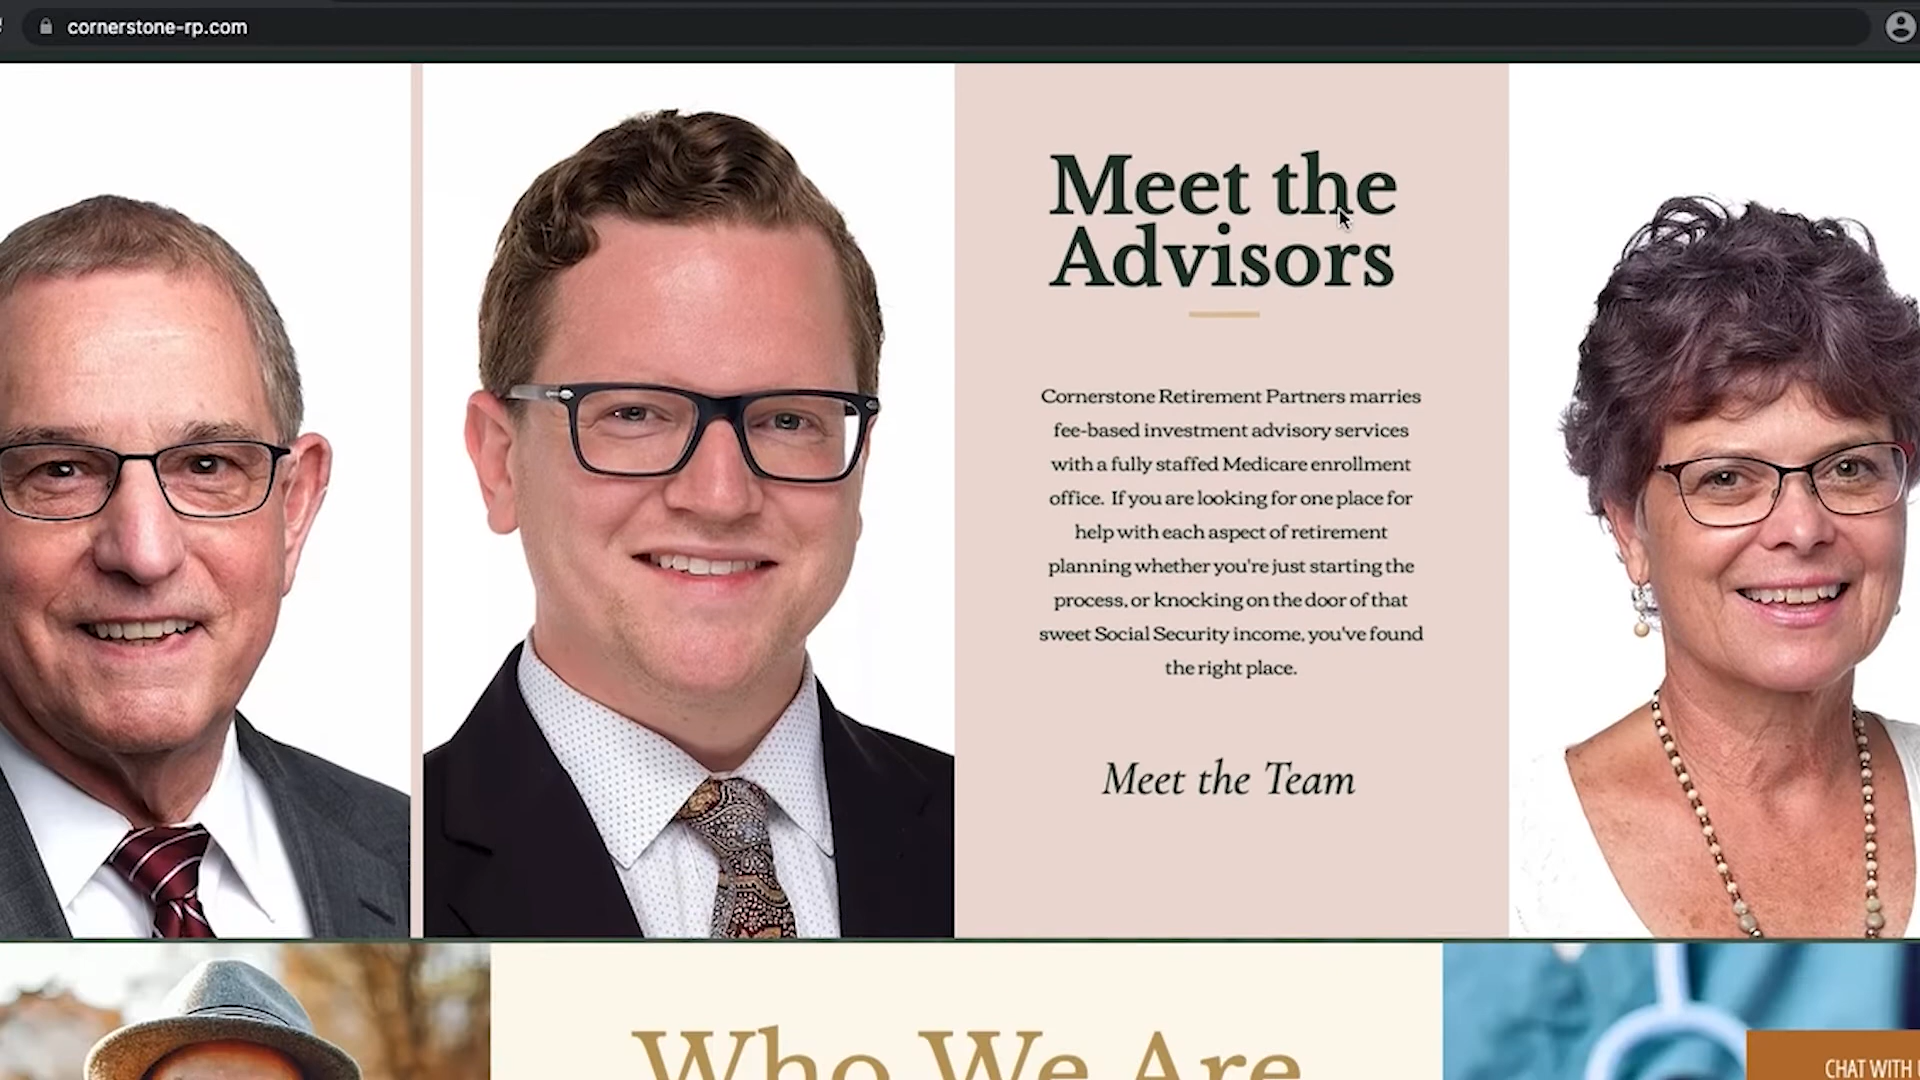 cornerstone-rp.com
Meet the
Advisors
Cornerstone Retirement Partners marries
fee-based investment advisory services
with a fully staffed Medicare enrollment
office. If you are looking for one place for
help with each aspect of retirement
planning whether you're just starting the
process, or knocking on the door of that
sweet Social Security income, you've found
the right place.
Meet the Team
Who We Are
CHAT WITH